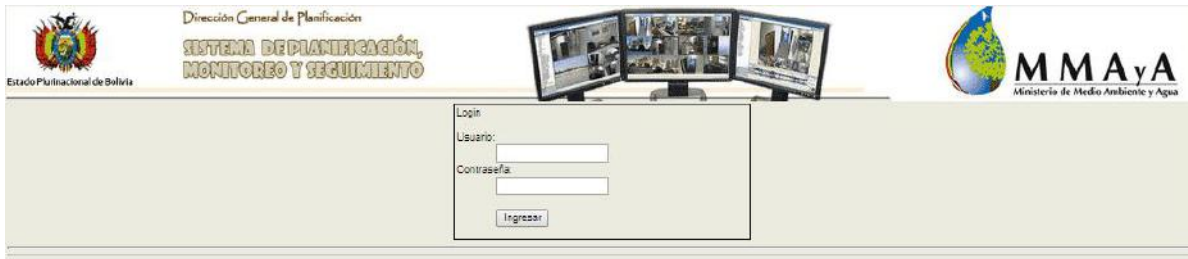 Estado Plurinacional de Bolivia
Dirección General de Planificación
SISTEMA DE PLANIFICACIÓN,
MONITOREO Y SEGUIMIENTO
MMAyA
Ministerio de Medio Ambiente y Agua
Login
Usuario:
Contraseña:
Ingresar